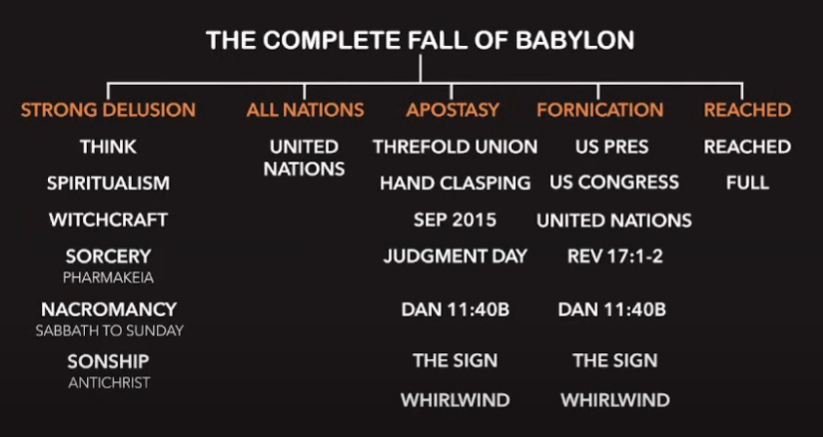 THE COMPLETE FALL OF BABYLON
STRONG DELUSION
THINK
SPIRITUALISM
WITCHCRAFT
SORCERY
PHARMAKEIA
NACROMANCY
SABBATH TO SUNDAY
SONSHIP
ANTICHRIST
ALL NATIONS
UNITED
NATIONS
APOSTASY
THREFOLD UNION
HAND CLASPING
SEP 2015
JUDGMENT DAY
DAN 11:40B
THE SIGN
WHIRLWIND
FORNICATION
US PRES
US CONGRESS
UNITED NATIONS
REV 17:1-2
DAN 11:40B
THE SIGN
WHIRLWIND
REACHED
REACHED
FULL